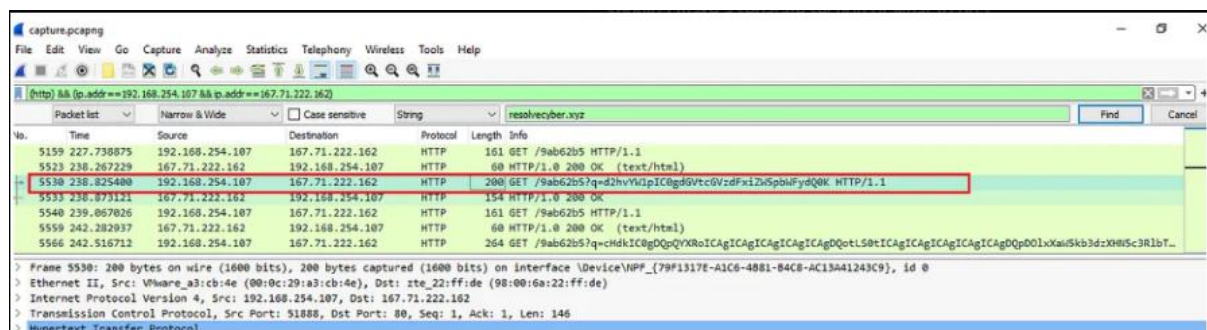 capture.pcapng
File Edit View Go Capture Analyze Statistics Telephony Wireless Tools Help
(http) && (ip.addr==192.168.254.107 && ip.addr==167.71.222.162)
Packet list Narrow & Wide Case sensitive String resolvecyber.xyz Find Cancel
No. Time Source Destination Protocol Length Info
5159 227.738875 192.168.254.107 167.71.222.162 HTTP 161 GET /9ab62b5 HTTP/1.1
5523 238.267229 167.71.222.162 192.168.254.107 HTTP 60 HTTP/1.0 200 OK (text/html)
5530 238.825400 192.168.254.107 167.71.222.162 HTTP 200 GET /9ab62b5?q=d2hvYW1pIC0gdGVtcGVzdFxiZW5pbWFydQ0K HTTP/1.1
5533 238.873121 167.71.222.162 192.168.254.107 HTTP 154 HTTP/1.0 200 OK
5540 239.067026 192.168.254.107 167.71.222.162 HTTP 161 GET /9ab62b5 HTTP/1.1
5559 242.282937 167.71.222.162 192.168.254.107 HTTP 60 HTTP/1.0 200 OK (text/html)
5566 242.516712 192.168.254.107 167.71.222.162 HTTP 264 GET
Frame 5530: 200 bytes on wire (1600 bits), 200 bytes captured (1600 bits) on interface \Device\NPF_{79F1317E-A1C6-4B81-B4C8-AC13A41243C9}, id 0
Ethernet II, Src: VMware_a3:cb:4e (00:0c:29:a3:cb:4e), Dst: zte_22:ff:de (98:00:6a:22:ff:de)
Internet Protocol Version 4, Src: 192.168.254.107, Dst: 167.71.222.162
Transmission Control Protocol, Src Port: 51888, Dst Port: 80, Seq: 1, Ack: 1, Len: 146
Hypertext Transfer Protocol